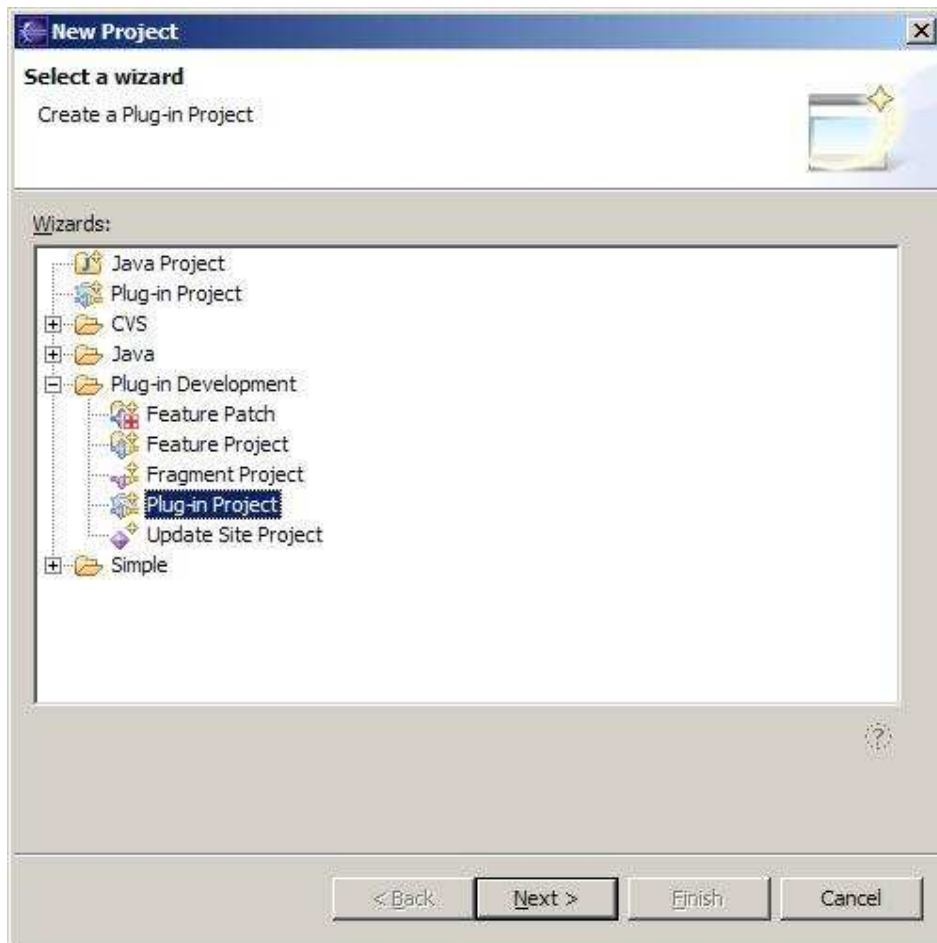 New Project
Select a wizard
Create a Plug-in Project
Wizards:
Java Project
Plug-in Project
CVS
Java
Plug-in Development
Feature Patch
Feature Project
Fragment Project
Plug-in Project
Update Site Project
Simple
?
< Back Next > Finish Cancel